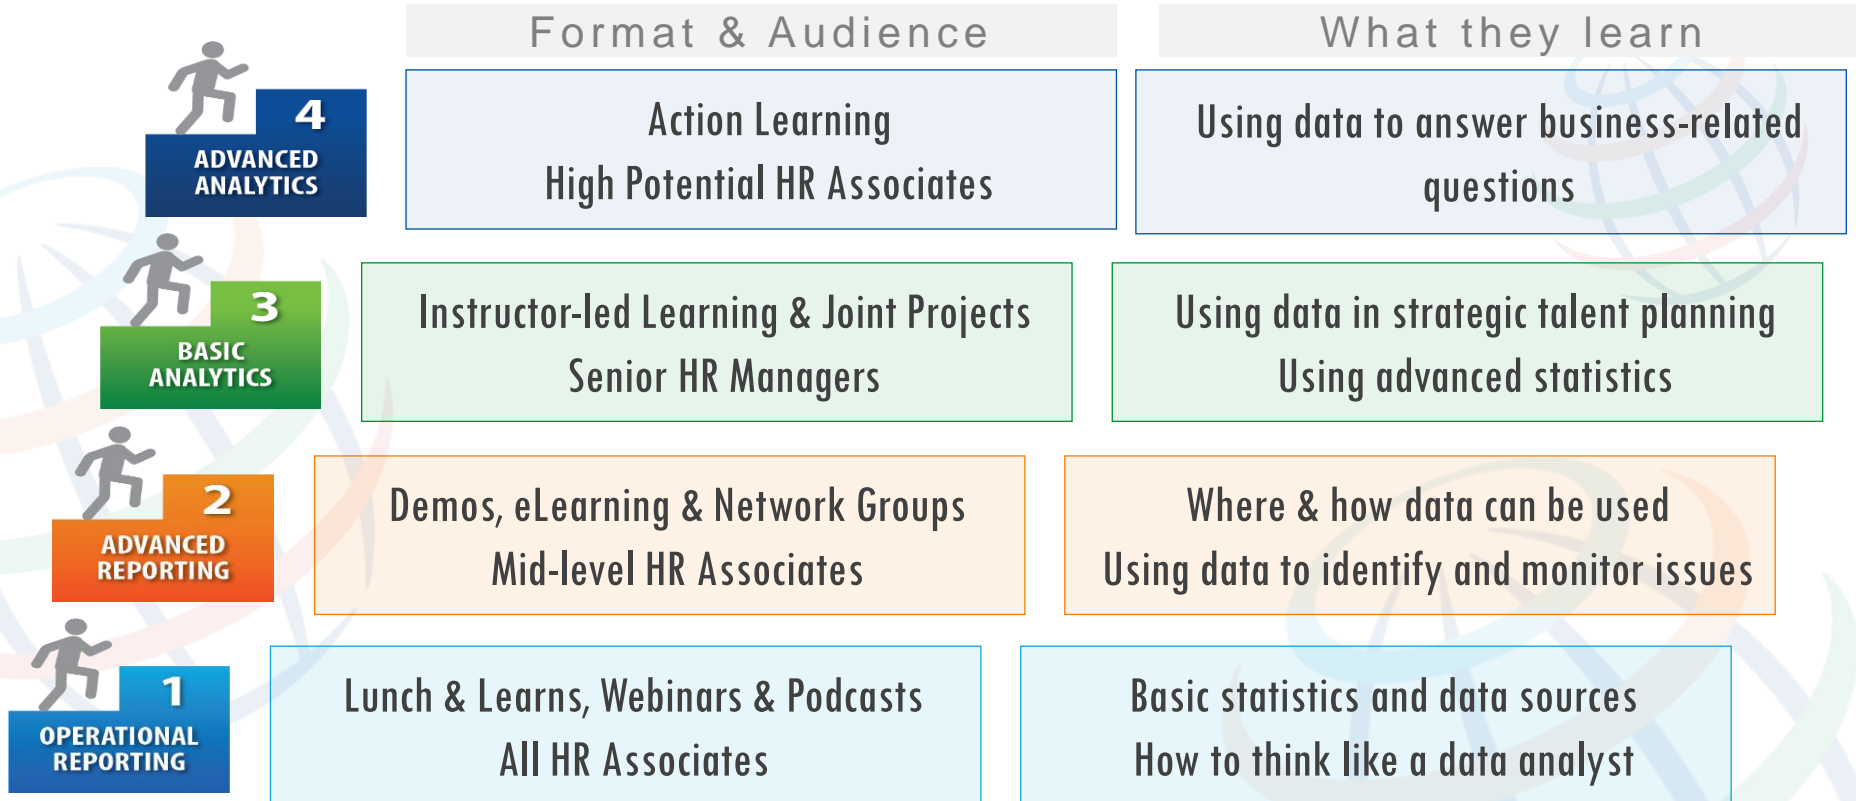 Format & Audience
What they learn
4
ADVANCED
ANALYTICS
Action Learning
High Potential HR Associates
Using data to answer business-related
questions
3
BASIC
ANALYTICS
Instructor-led Learning & Joint Projects
Senior HR Managers
Using data in strategic talent planning
Using advanced statistics
2
ADVANCED
REPORTING
Demos, eLearning & Network Groups
Mid-level HR Associates
Where & how data can be used
Using data to identify and monitor issues
1
OPERATIONAL
REPORTING
Lunch & Learns, Webinars & Podcasts
All HR Associates
Basic statistics and data sources
How to think like a data analyst